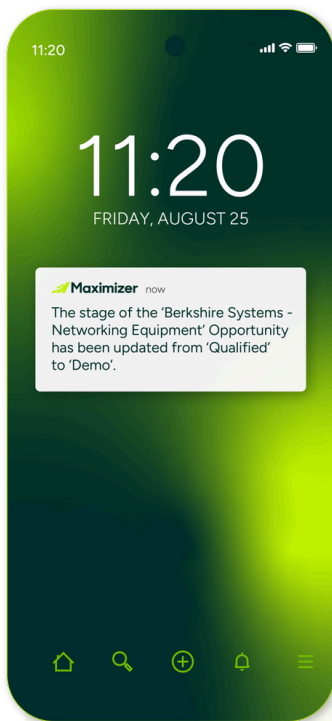 11:20
11:20
FRIDAY, AUGUST 25
Maximizer now
The stage of the ‘Berkshire Systems -
Networking Equipment’ Opportunity
has been updated from ‘Qualified’
to ‘Demo’.